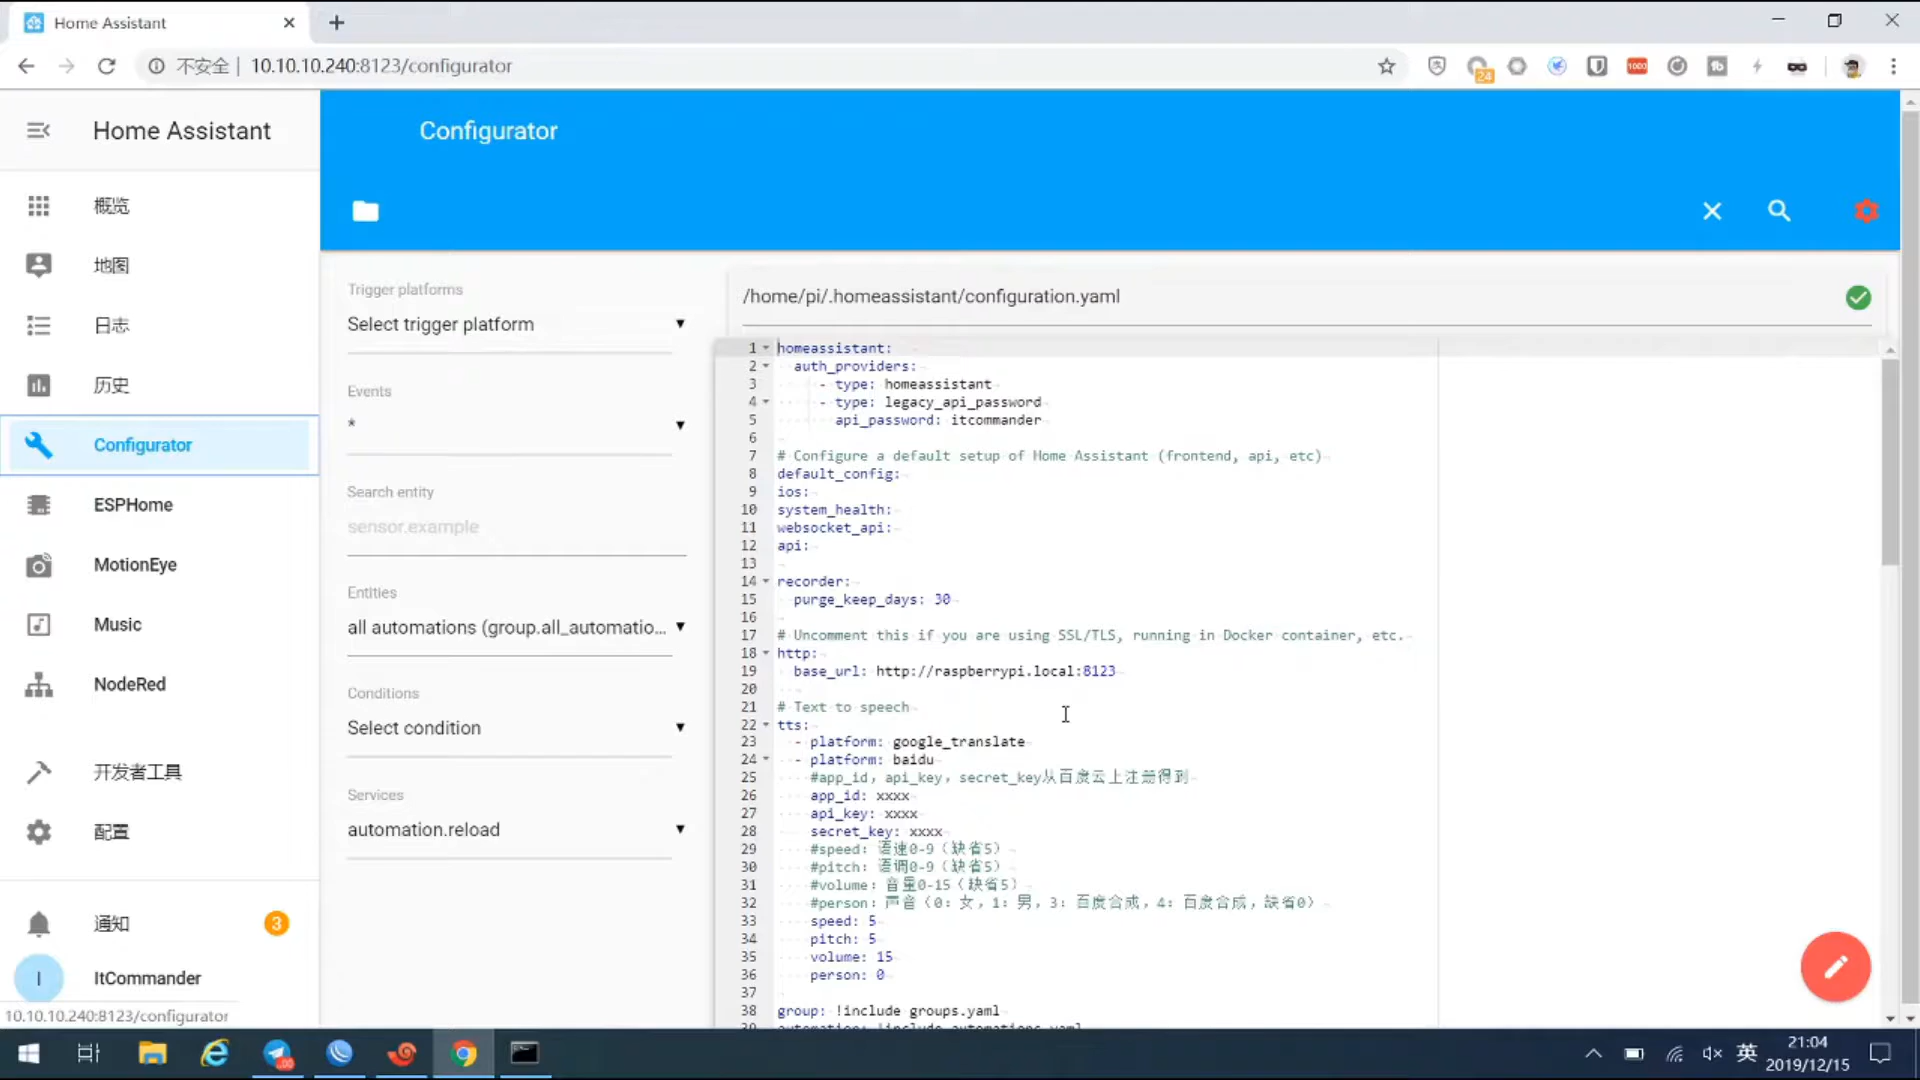 Home Assistant
不安全 | 10.10.10.240:8123/configurator
24
1000
Home Assistant
Configurator
概览
地图
日志
历史
Configurator
ESPHome
MotionEye
Music
NodeRed
开发者工具
配置
通知
3
I
ItCommander
10.10.10.240:8123/configurator
Trigger platforms
Select trigger platform
Events
*
Search entity
sensor.example
Entities
all automations (group.all_automatio...
Conditions
Select condition
Services
automation.reload
/home/pi/.homeassistant/configuration.yaml
1 homeassistant:
2 auth_providers:
3 - type: homeassistant
4 - type: legacy_api_password
5 api_password: itcommander
6
7 # Configure a default setup of Home Assistant (frontend, api, etc)
8 default_config:
9 ios:
10 system_health:
11 websocket_api:
12 api:
13
14 recorder:
15 purge_keep_days: 30
16
17 # Uncomment this if you are using SSL/TLS, running in Docker container, etc.
18 http:
19 base_url: http://raspberrypi.local:8123
20
21 # Text to speech
22 tts:
23 - platform: google_translate
24 - platform: baidu
25 #app_id, api_key, secret_key从百度云上注册得到
26 app_id: xxxx
27 api_key: xxxx
28 secret_key: xxxx
29 #speed: 语速0-9（缺省5）
30 #pitch: 语调0-9（缺省5）
31 #volume: 音量0-15（缺省5）
32 #person: 声音（0: 女, 1: 男, 3: 百度合成, 4: 百度合成, 缺省0）
33 speed: 5
34 pitch: 5
35 volume: 15
36 person: 0
37
38 group: !include groups.yaml
39 automation: !include automations.yaml
英
21:04
2019/12/15